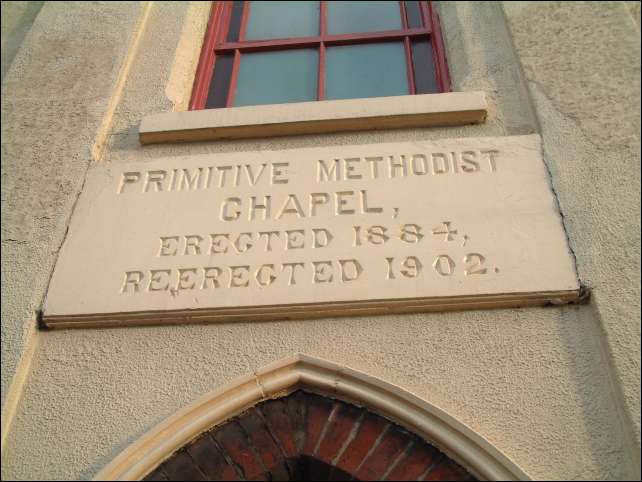 PRIMITIVE METHODIST
CHAPEL,
ERECTED 1884,
REERECTED 1902.